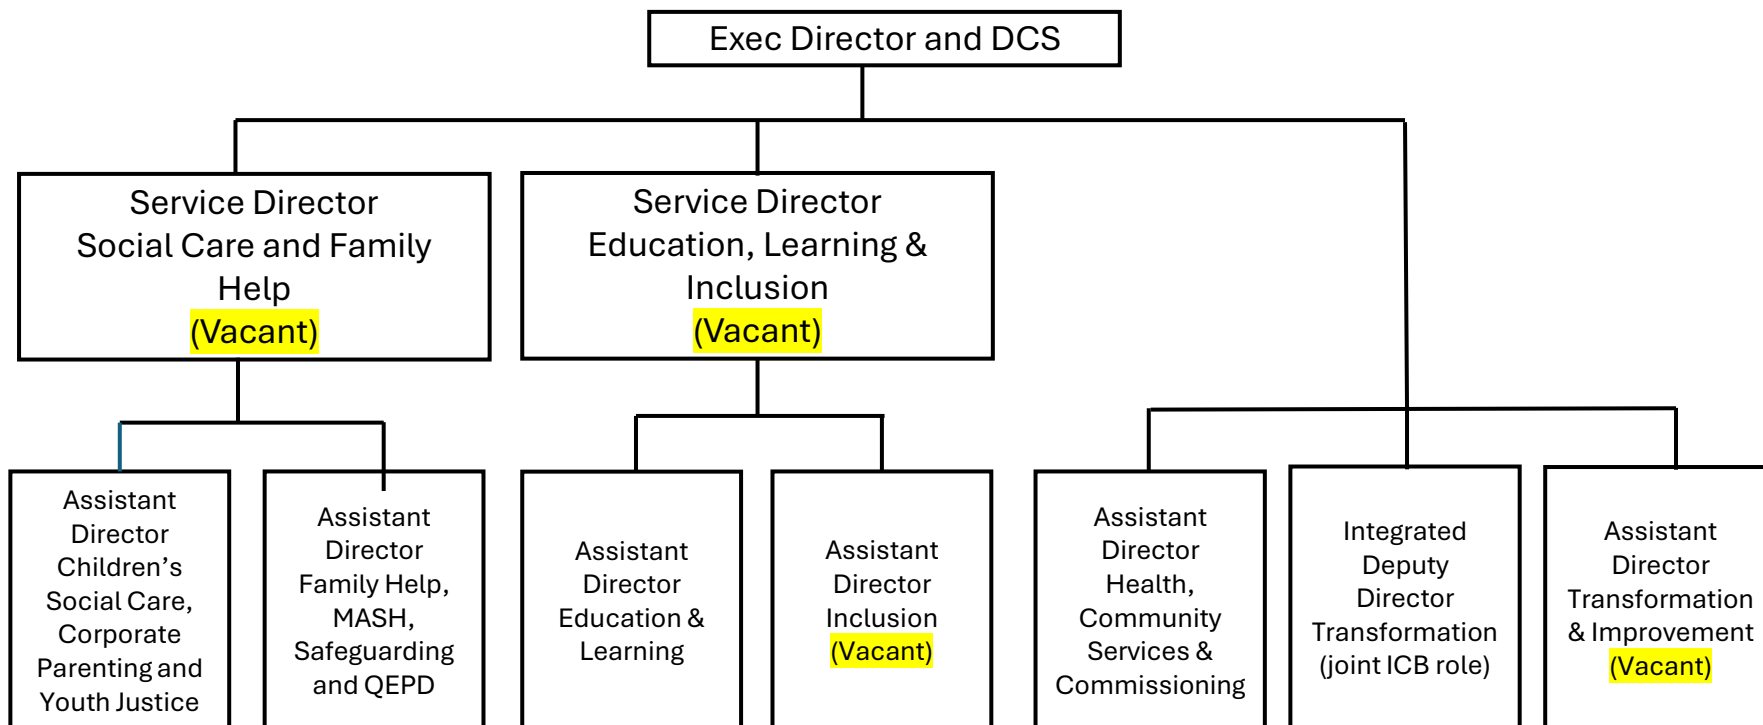 Exec Director and DCS
Service Director
Social Care and Family
Help
(Vacant)
Service Director
Education, Learning &
Inclusion
(Vacant)
Assistant
Director
Children’s
Social Care,
Corporate
Parenting and
Youth Justice
Assistant
Director
Family Help,
MASH,
Safeguarding
and QEPD
Assistant
Director
Education &
Learning
Assistant
Director
Inclusion
(Vacant)
Assistant
Director
Health,
Community
Services &
Commissioning
Integrated
Deputy
Director
Transformation
(joint ICB role)
Assistant
Director
Transformation
& Improvement
(Vacant)